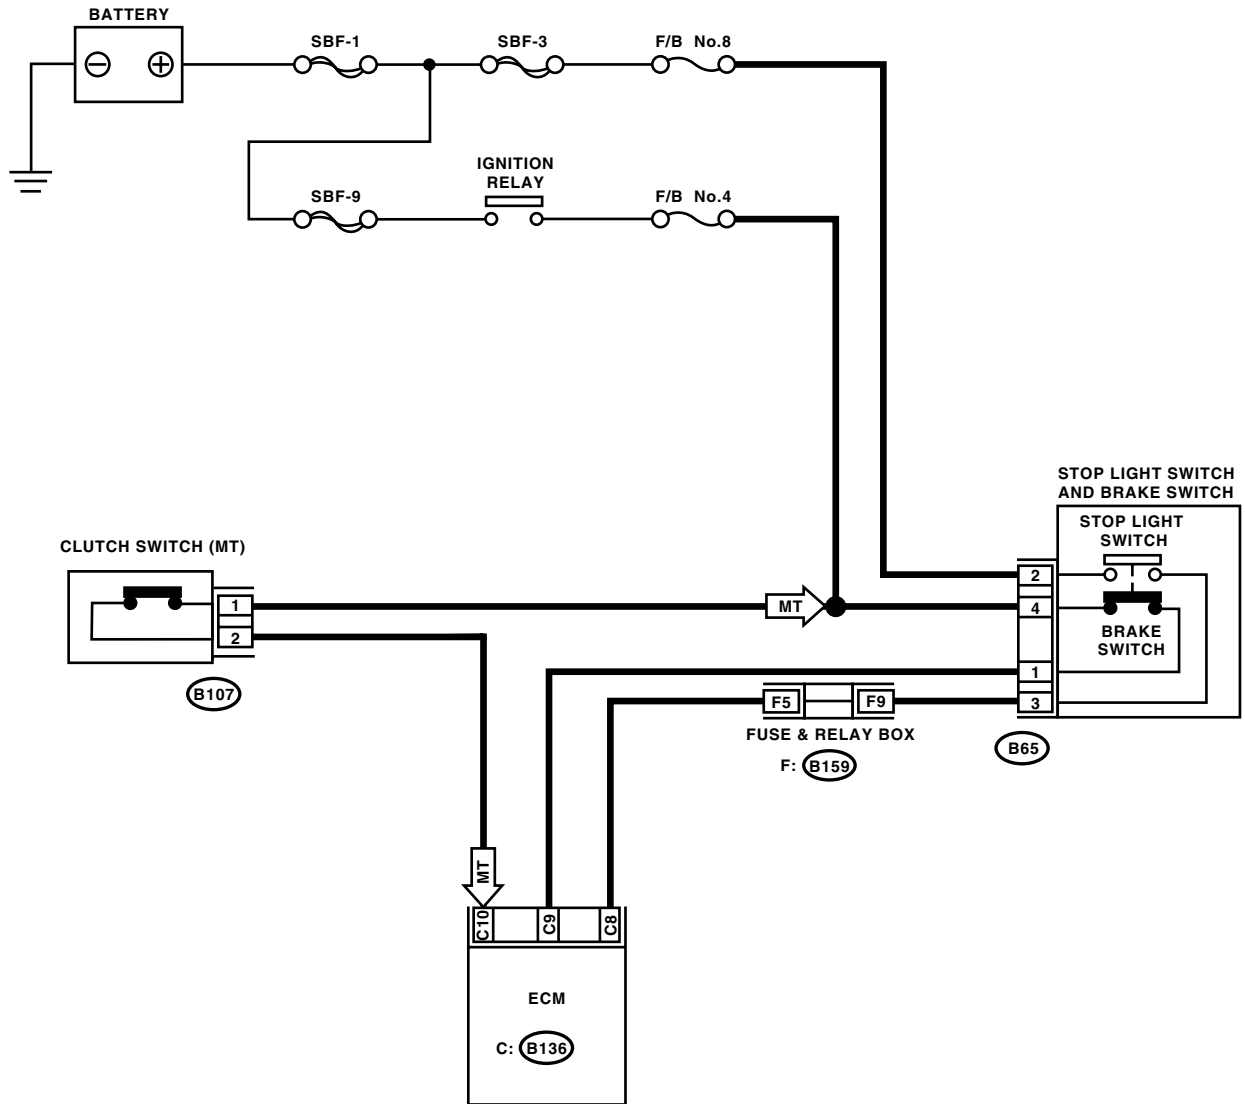 BATTERY
SBF-1
SBF-3
F/B No.8
IGNITION
RELAY
SBF-9
F/B No.4
STOP LIGHT SWITCH
AND BRAKE SWITCH
STOP LIGHT
SWITCH
CLUTCH SWITCH (MT)
2
1
MT
4
2
BRAKE
SWITCH
1
B107
F5
F9
3
FUSE & RELAY BOX
B65
F: B159
MT
C10
C9
C8
ECM
C: B136